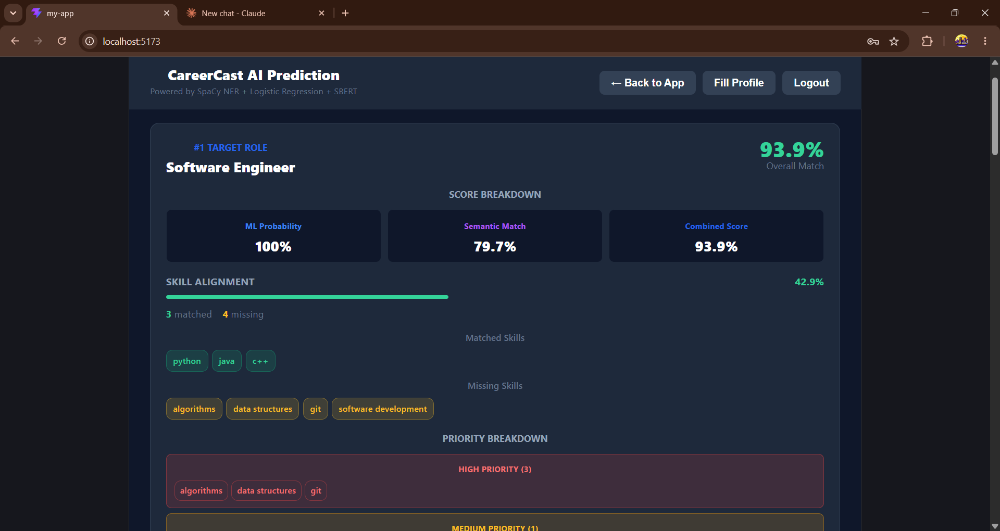 my-app
New chat - Claude
localhost:5173
CareerCast AI Prediction
Powered by SpaCy NER + Logistic Regression + SBERT
← Back to App
Fill Profile
Logout
#1 TARGET ROLE
Software Engineer
93.9%
Overall Match
SCORE BREAKDOWN
ML Probability
100%
Semantic Match
79.7%
Combined Score
93.9%
SKILL ALIGNMENT
42.9%
3 matched 4 missing
Matched Skills
python java c++
Missing Skills
algorithms data structures git software development
PRIORITY BREAKDOWN
HIGH PRIORITY (3)
algorithms data structures git
MEDIUM PRIORITY (1)